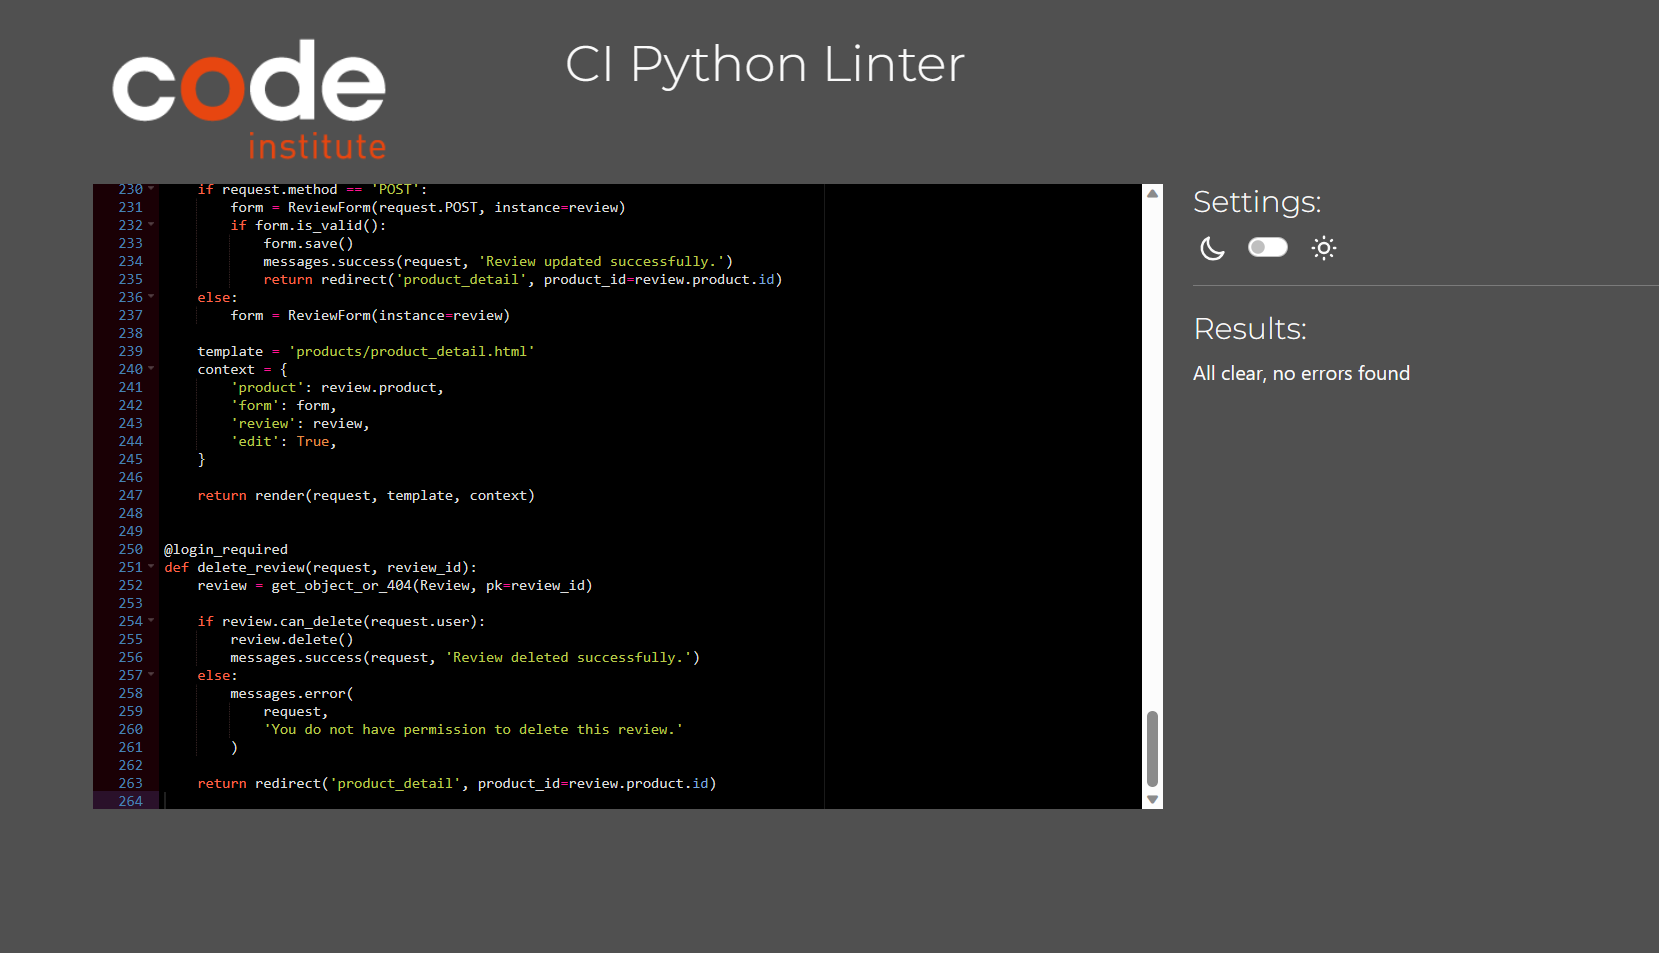 code
institute
CI Python Linter
230     if request.method == 'POST':
231         form = ReviewForm(request.POST, instance=review)
232         if form.is_valid():
233             form.save()
234             messages.success(request, 'Review updated successfully.')
235             return redirect('product_detail', product_id=review.product.id)
236     else:
237         form = ReviewForm(instance=review)
238
239     template = 'products/product_detail.html'
240     context = {
241         'product': review.product,
242         'form': form,
243         'review': review,
244         'edit': True,
245     }
246
247     return render(request, template, context)
248
249
250 @login_required
251 def delete_review(request, review_id):
252     review = get_object_or_404(Review, pk=review_id)
253
254     if review.can_delete(request.user):
255         review.delete()
256         messages.success(request, 'Review deleted successfully.')
257     else:
258         messages.error(
259             request,
260             'You do not have permission to delete this review.'
261         )
262
263     return redirect('product_detail', product_id=review.product.id)
264
Settings:
Results:
All clear, no errors found